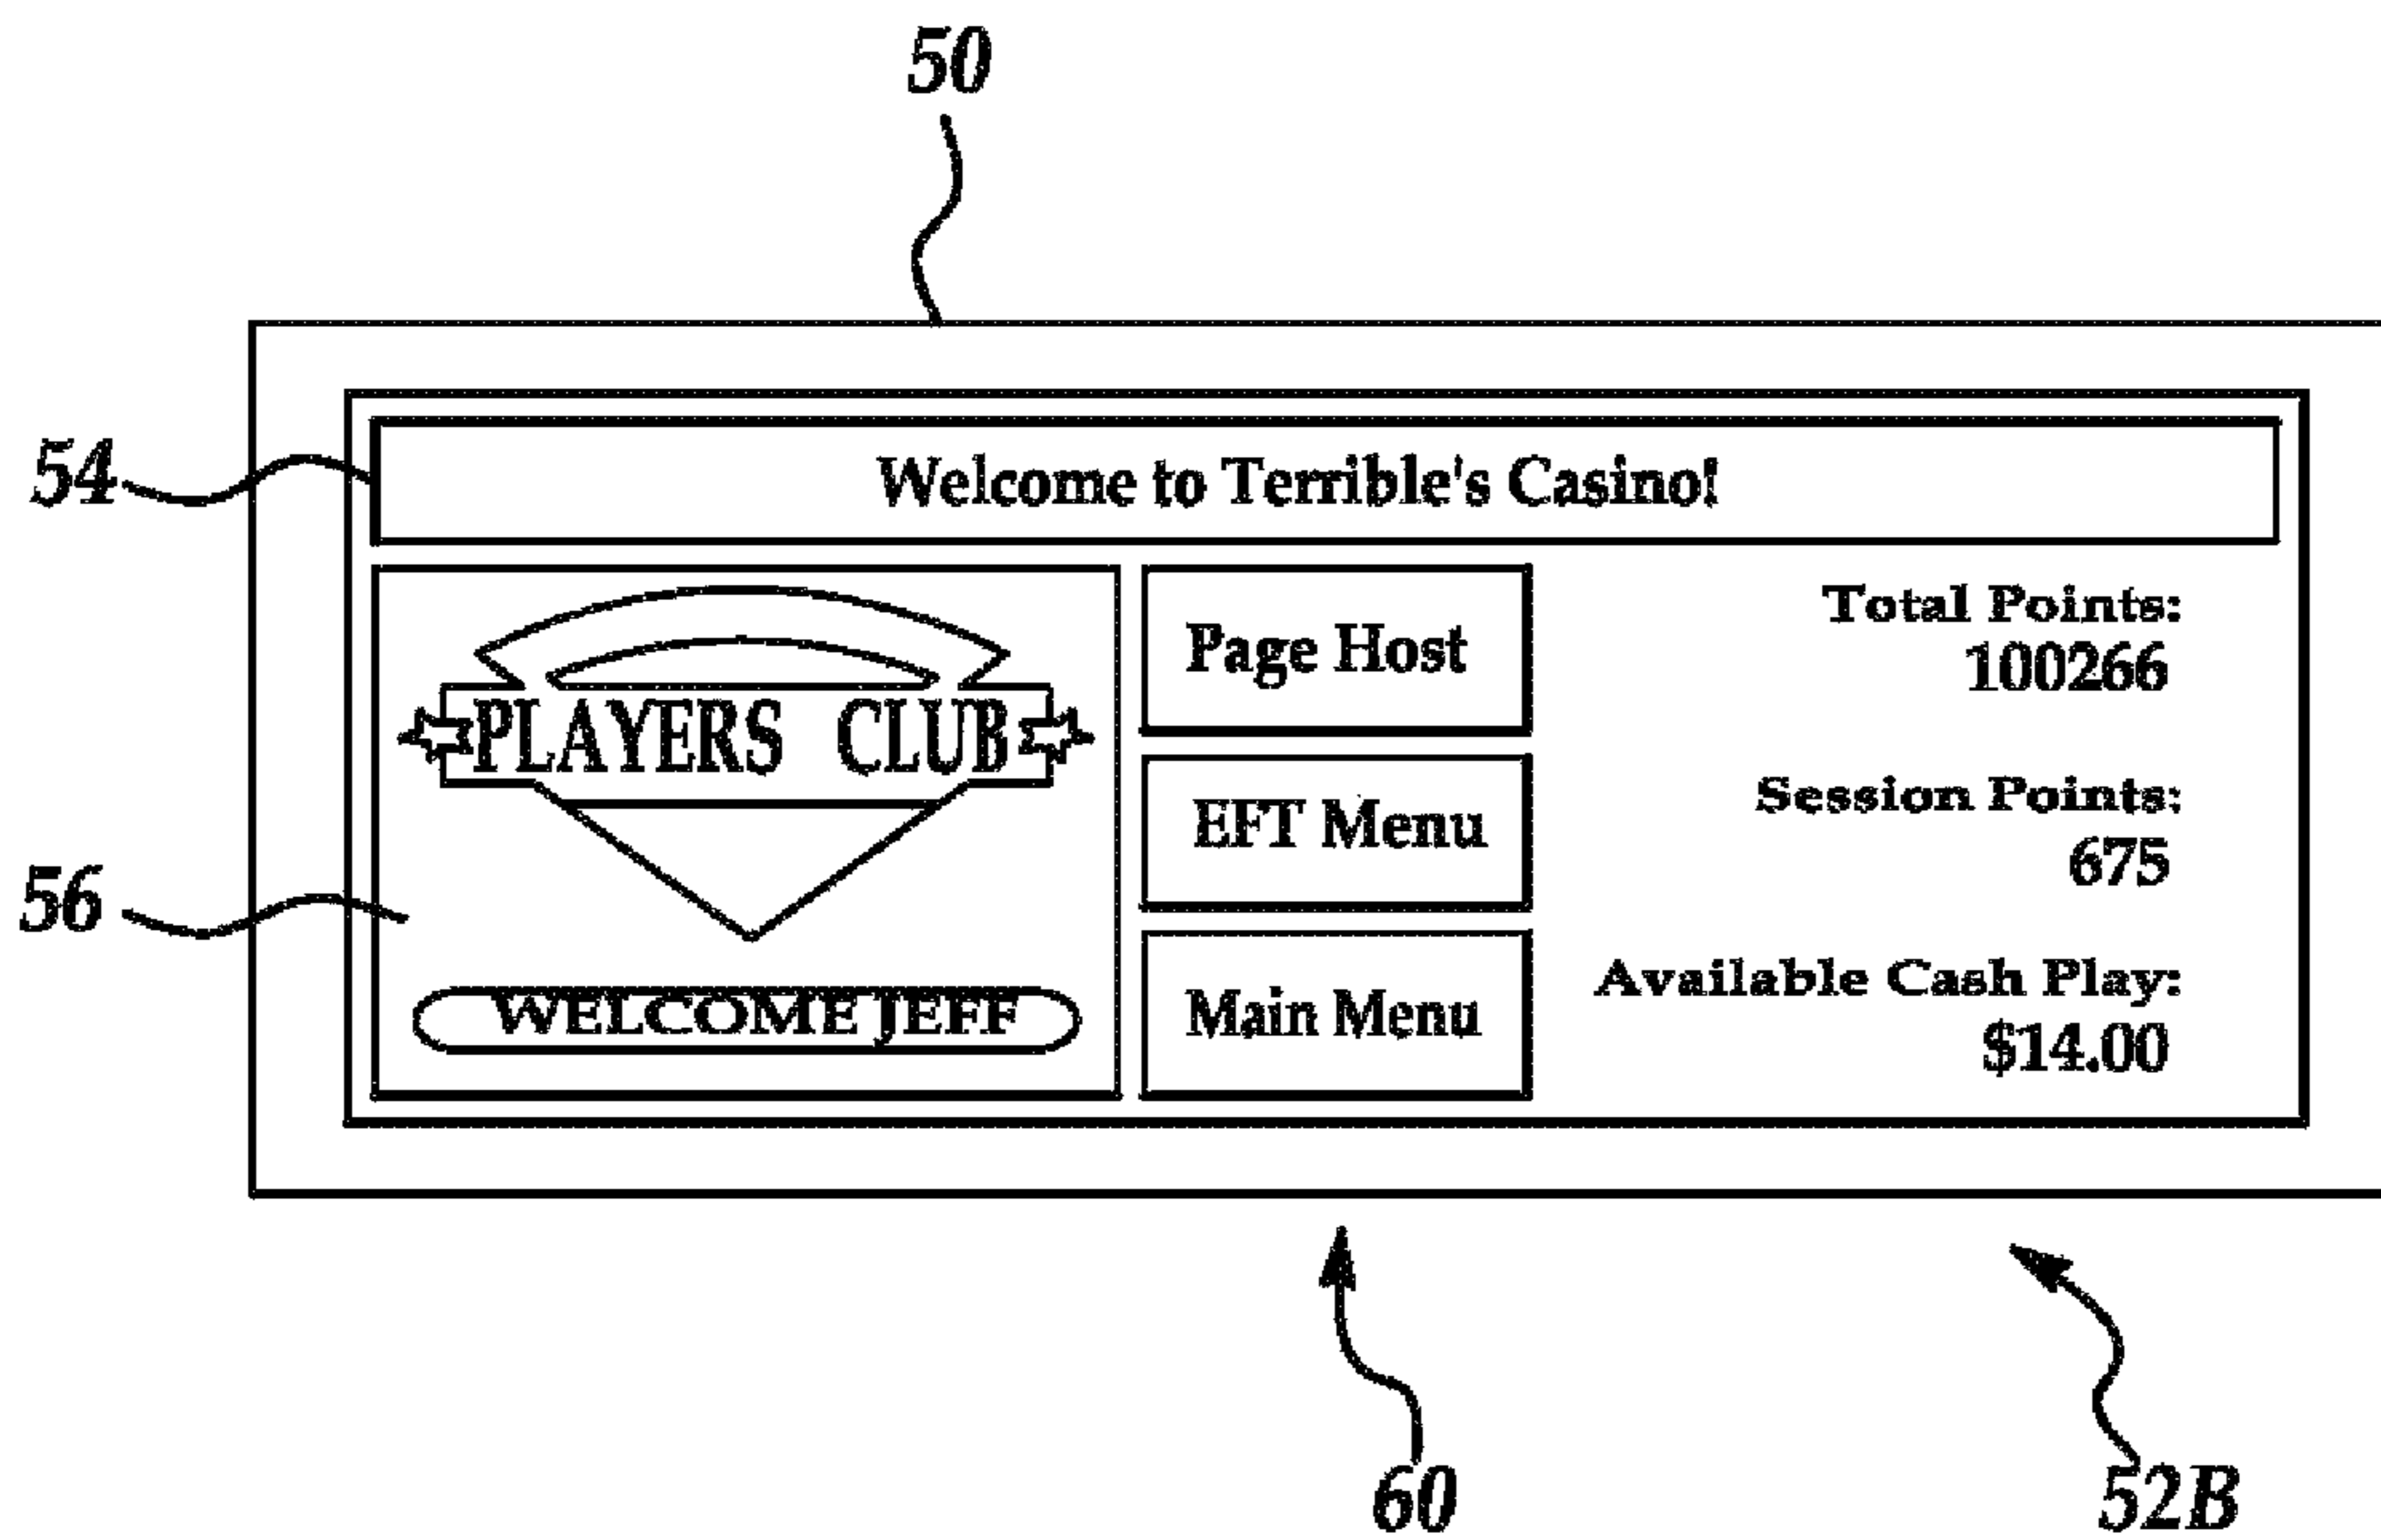 50
54
Welcome to Terrible's Casino!
PLAYERS CLUB
56
WELCOME JEFF
Page Host
EFT Menu
Main Menu
Total Points:
100266
Session Points:
675
Available Cash Play:
$14.00
60
52B